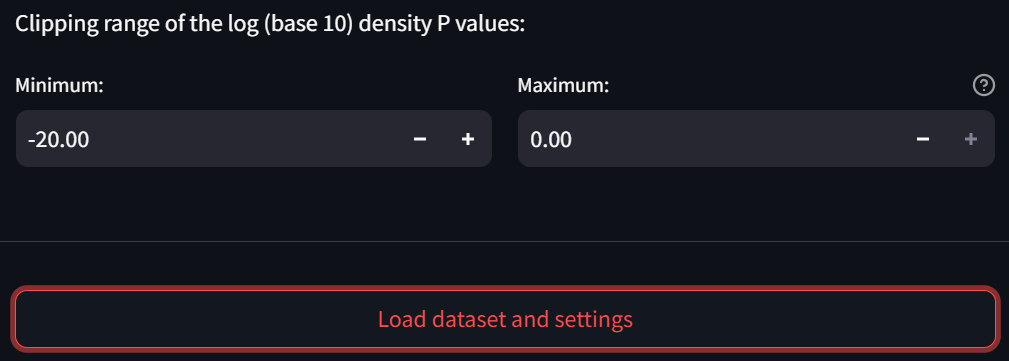 Clipping range of the log (base 10) density P values:
Minimum:
Maximum:
-20.00
0.00
Load dataset and settings